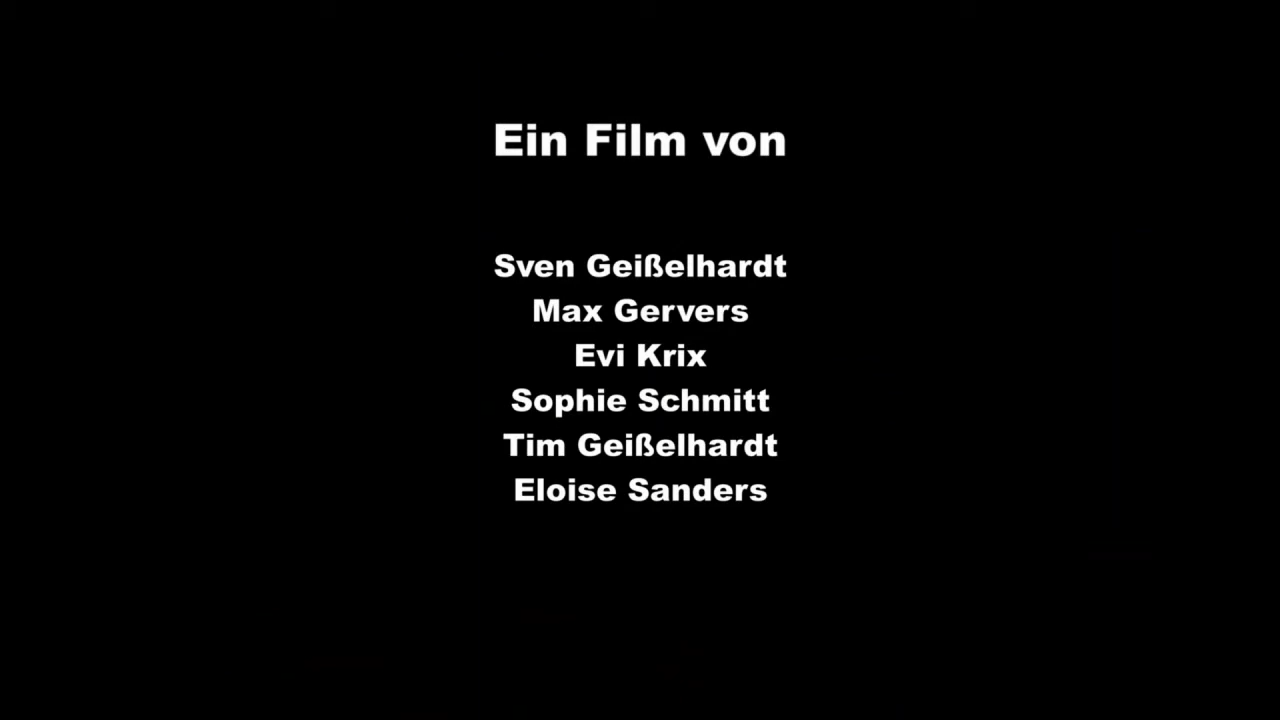 Ein Film von
Sven Geißelhardt
Max Gervers
Evi Krix
Sophie Schmitt
Tim Geißelhardt
Eloise Sanders